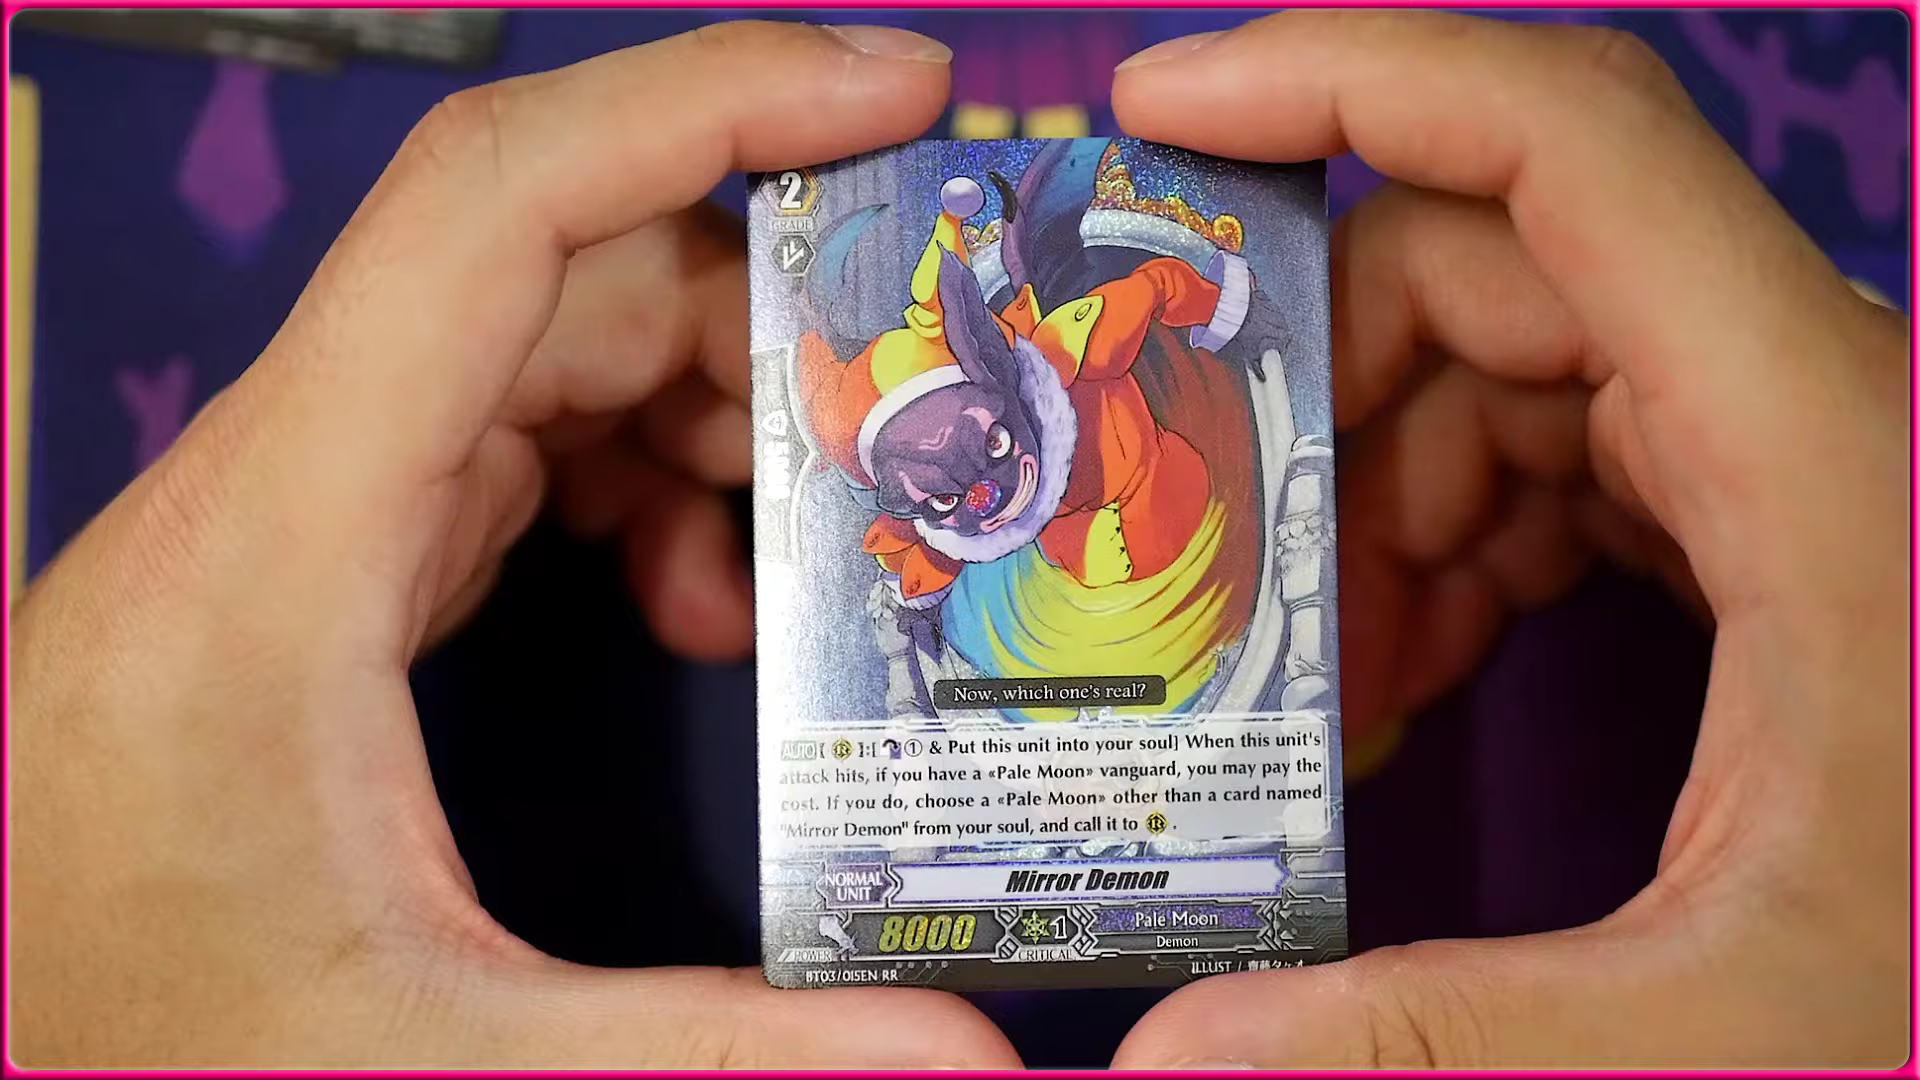 2
GRADE
Now, which one's real?
AUTO [ R ]:[ 1 & Put this unit into your soul] When this unit's
attack hits, if you have a «Pale Moon» vanguard, you may pay the
cost. If you do, choose a «Pale Moon» other than a card named
"Mirror Demon" from your soul, and call it to R .
NORMAL
UNIT
Mirror Demon
8000
1
Pale Moon
Demon
POWER
CRITICAL
BT03/015EN RR
ILLUST /